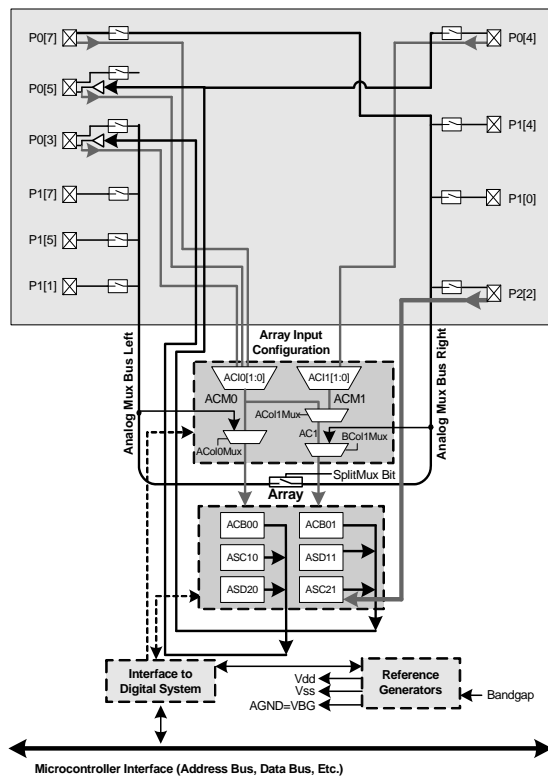 P0[7]
P0[4]
P0[5]
P0[3]
P1[4]
P1[7]
P1[0]
P1[5]
P1[1]
P2[2]
Analog Mux Bus Left
Analog Mux Bus Right
Array Input
Configuration
ACI0[1:0]
ACI1[1:0]
ACM0
ACM1
ACol1Mux
AC1
BCol1Mux
ACol0Mux
SplitMux Bit
Array
ACB00
ACB01
ASC10
ASD11
ASD20
ASC21
Interface to
Digital System
Vdd
Vss
AGND=VBG
Reference
Generators
Bandgap
Microcontroller Interface (Address Bus, Data Bus, Etc.)